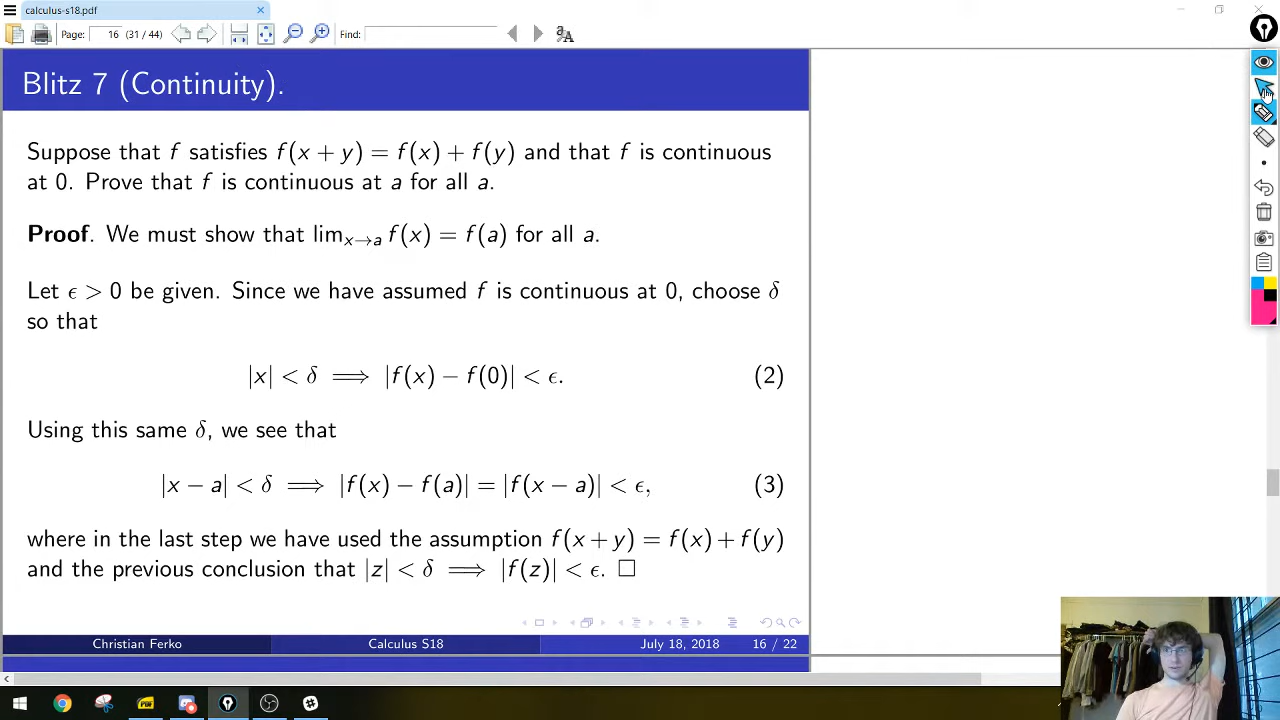 calculus-s18.pdf ×
Page: 16 (31 / 44) Find:
Blitz 7 (Continuity).
Suppose that f satisfies f(x + y) = f(x) + f(y) and that f is continuous
at 0. Prove that f is continuous at a for all a.
Proof. We must show that limₓ→ₐ f(x) = f(a) for all a.
Let ϵ > 0 be given. Since we have assumed f is continuous at 0, choose δ
so that
|x| < δ ⟹ |f(x) − f(0)| < ϵ. (2)
Using this same δ, we see that
|x − a| < δ ⟹ |f(x) − f(a)| = |f(x − a)| < ϵ, (3)
where in the last step we have used the assumption f(x + y) = f(x) + f(y)
and the previous conclusion that |z| < δ ⟹ |f(z)| < ϵ. □
Christian Ferko Calculus S18 July 18, 2018 16 / 22